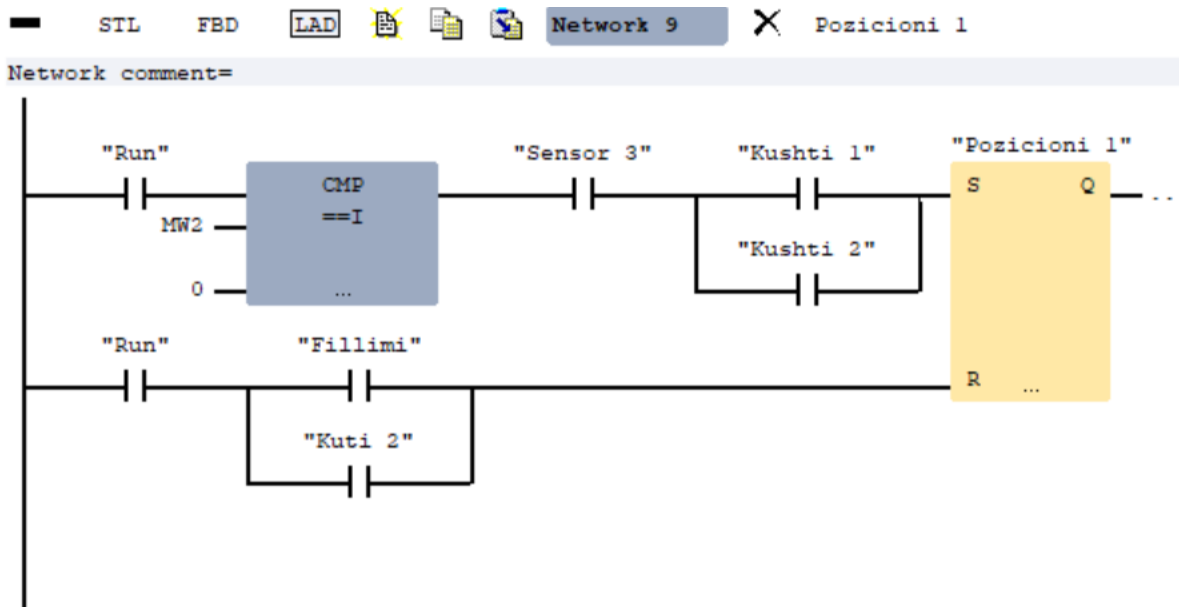 STL FBD LAD Network 9 Pozicioni 1
Network comment=
"Run" "Sensor 3" "Kushti 1" "Pozicioni 1"
CMP S Q ..
==I
MW2
"Kushti 2"
0 ...
"Run" "Fillimi"
R ...
"Kuti 2"